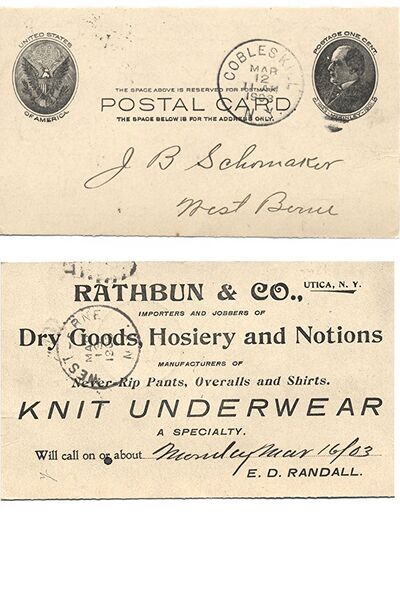 UNITED STATES
OF AMERICA
POSTAGE ONE CENT
THE SPACE ABOVE IS RESERVED FOR POSTMARK.
POSTAL CARD.
THE SPACE BELOW IS FOR THE ADDRESS ONLY.
COBLESKILL
MAR
12
N.Y.
J B Schomaker
West Berne
RATHBUN & CO.,
UTICA, N. Y.
IMPORTERS AND JOBBERS OF
Dry Goods, Hosiery and Notions
MANUFACTURERS OF
Never-Rip Pants, Overalls and Shirts.
KNIT UNDERWEAR
A SPECIALTY.
Will call on or about Monday Mar 16/03
E. D. RANDALL.
WEST BERNE
MAR